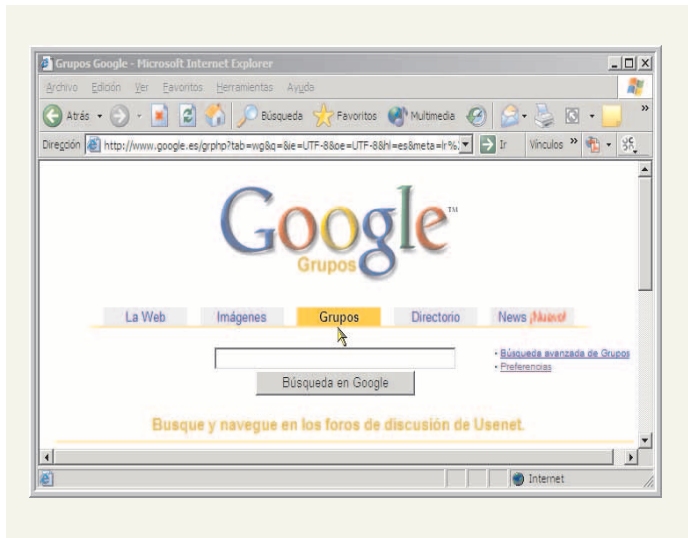 Grupos Google - Microsoft Internet Explorer
Archivo Edición Ver Favoritos Herramientas Ayuda
Atrás Búsqueda Favoritos Multimedia »
Dirección http://www.google.es/grphp?tab=wg&q=&ie=UTF-8&oe=UTF-8&hl=es&meta=lr% Ir Vínculos »
Google™
Grupos
La Web Imágenes Grupos Directorio News ¡Nuevo!
• Búsqueda avanzada de Grupos
• Preferencias
Búsqueda en Google
Busque y navegue en los foros de discusión de Usenet.
Internet